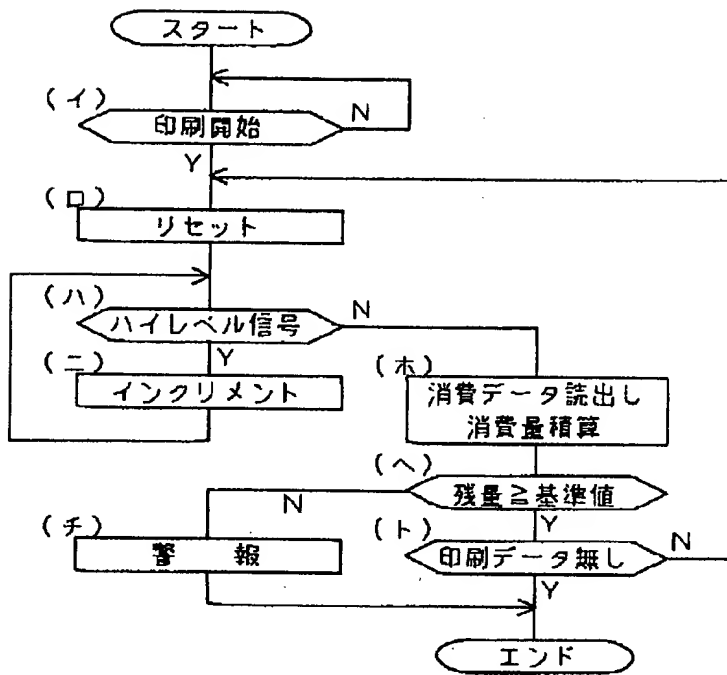 スタート
(イ)
印刷開始
N
Y
(ロ)
リセット
(ハ)
ハイレベル信号
N
Y
(ニ)
インクリメント
(ホ)
消費データ読出し
消費量積算
(ヘ)
残量≧基準値
N
Y
(チ)
警 報
(ト)
印刷データ無し
N
Y
エンド